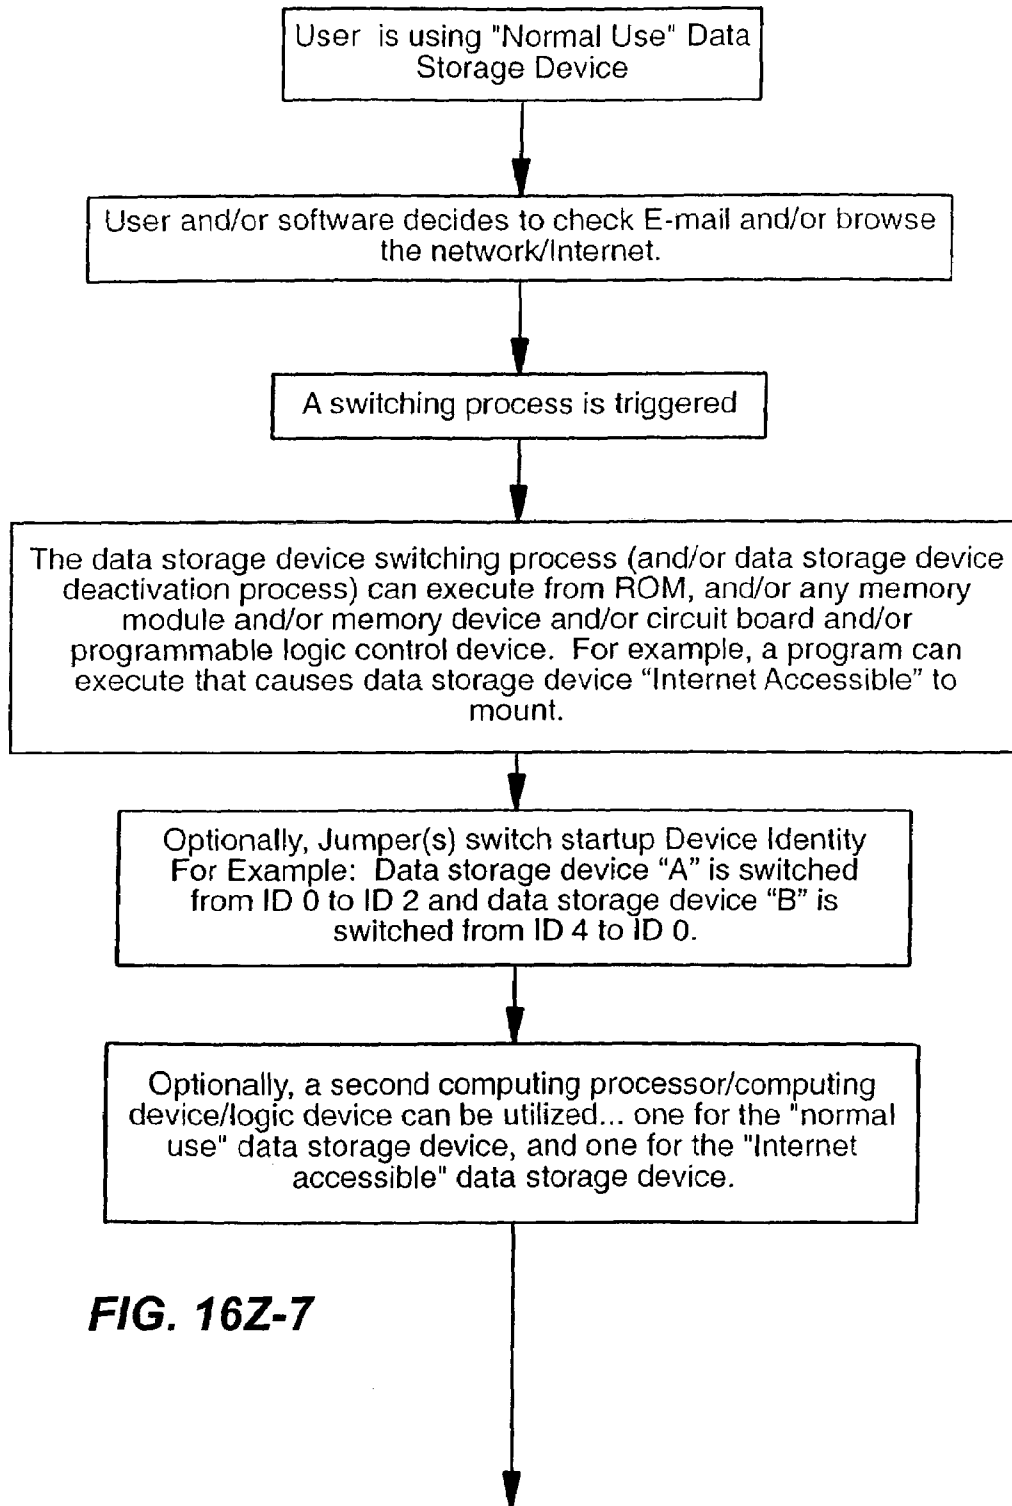 User is using "Normal Use" Data
Storage Device
User and/or software decides to check E-mail and/or browse
the network/Internet.
A switching process is triggered
The data storage device switching process (and/or data storage device
deactivation process) can execute from ROM, and/or any memory
module and/or memory device and/or circuit board and/or
programmable logic control device. For example, a program can
execute that causes data storage device “Internet Accessible” to
mount.
Optionally, Jumper(s) switch startup Device Identity
For Example: Data storage device “A” is switched
from ID 0 to ID 2 and data storage device “B” is
switched from ID 4 to ID 0.
Optionally, a second computing processor/computing
device/logic device can be utilized... one for the "normal
use" data storage device, and one for the "Internet
accessible" data storage device.
FIG. 16Z-7